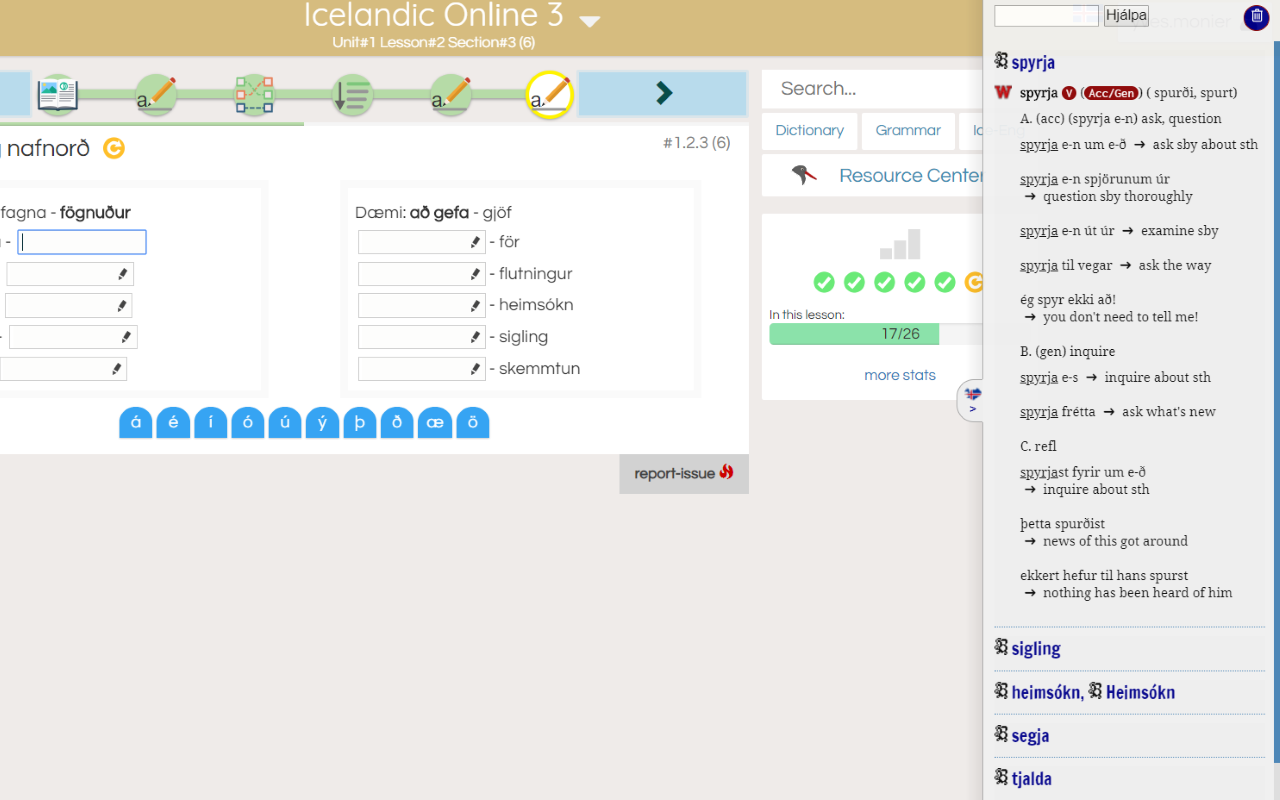 Icelandic Online 3
Unit#1 Lesson#2 Section#3 (6)
nafnorð
#1.2.3 (6)
fagna - fögnuður
Dæmi: að gefa - gjöf
- för
- flutningur
- heimsókn
- sigling
- skemmtun
á é í ó ú ý þ ð æ ö
report-issue
Search...
Dictionary
Grammar
Resource Center
In this lesson:
17/26
more stats
>
Hjálpa
spyrja
W spyrja V (Acc/Gen) ( spurði, spurt)
A. (acc) (spyrja e-n) ask, question
spyrja e-n um e-ð → ask sby about sth
spyrja e-n spjörunum úr
→ question sby thoroughly
spyrja e-n út úr → examine sby
spyrja til vegar → ask the way
ég spyr ekki að!
→ you don't need to tell me!
B. (gen) inquire
spyrja e-s → inquire about sth
spyrja frétta → ask what's new
C. refl
spyrjast fyrir um e-ð
→ inquire about sth
þetta spurðist
→ news of this got around
ekkert hefur til hans spurst
→ nothing has been heard of him
sigling
heimsókn, Heimsókn
segja
tjalda